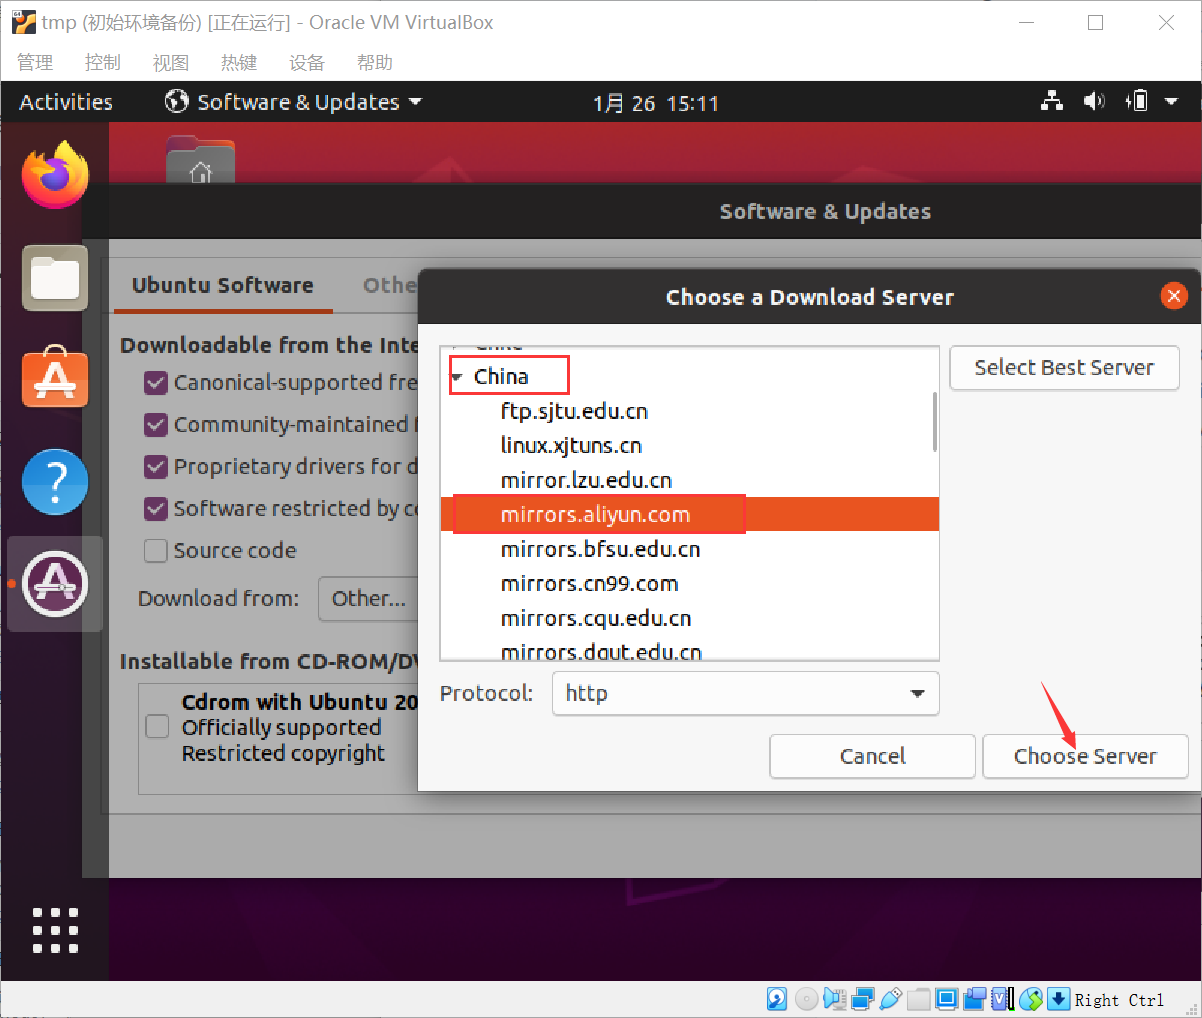 tmp (初始环境备份) [正在运行] - Oracle VM VirtualBox
管理 控制 视图 热键 设备 帮助
Activities Software & Updates 1月 26 15:11
Software & Updates
Ubuntu Software Othe
Choose a Download Server
Downloadable from the Inte
Canonical-supported fre
Community-maintained f
Proprietary drivers for d
Software restricted by co
Source code
Download from: Other...
Installable from CD-ROM/DV
Cdrom with Ubuntu 20
Officially supported
Restricted copyright
China
ftp.sjtu.edu.cn
linux.xjtuns.cn
mirror.lzu.edu.cn
mirrors.aliyun.com
mirrors.bfsu.edu.cn
mirrors.cn99.com
mirrors.cqu.edu.cn
mirrors.dgut.edu.cn
Select Best Server
Protocol: http
Cancel Choose Server
Right Ctrl